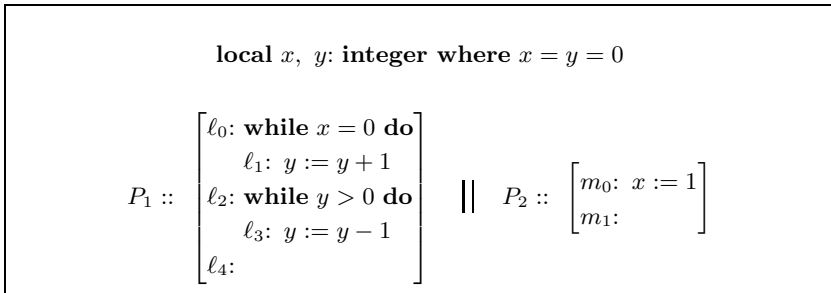 local x, y: integer where x = y = 0
ℓ0: while x = 0 do
ℓ1: y := y + 1
P1 :: ℓ2: while y > 0 do || P2 :: m0: x := 1
ℓ3: y := y − 1 m1:
ℓ4: